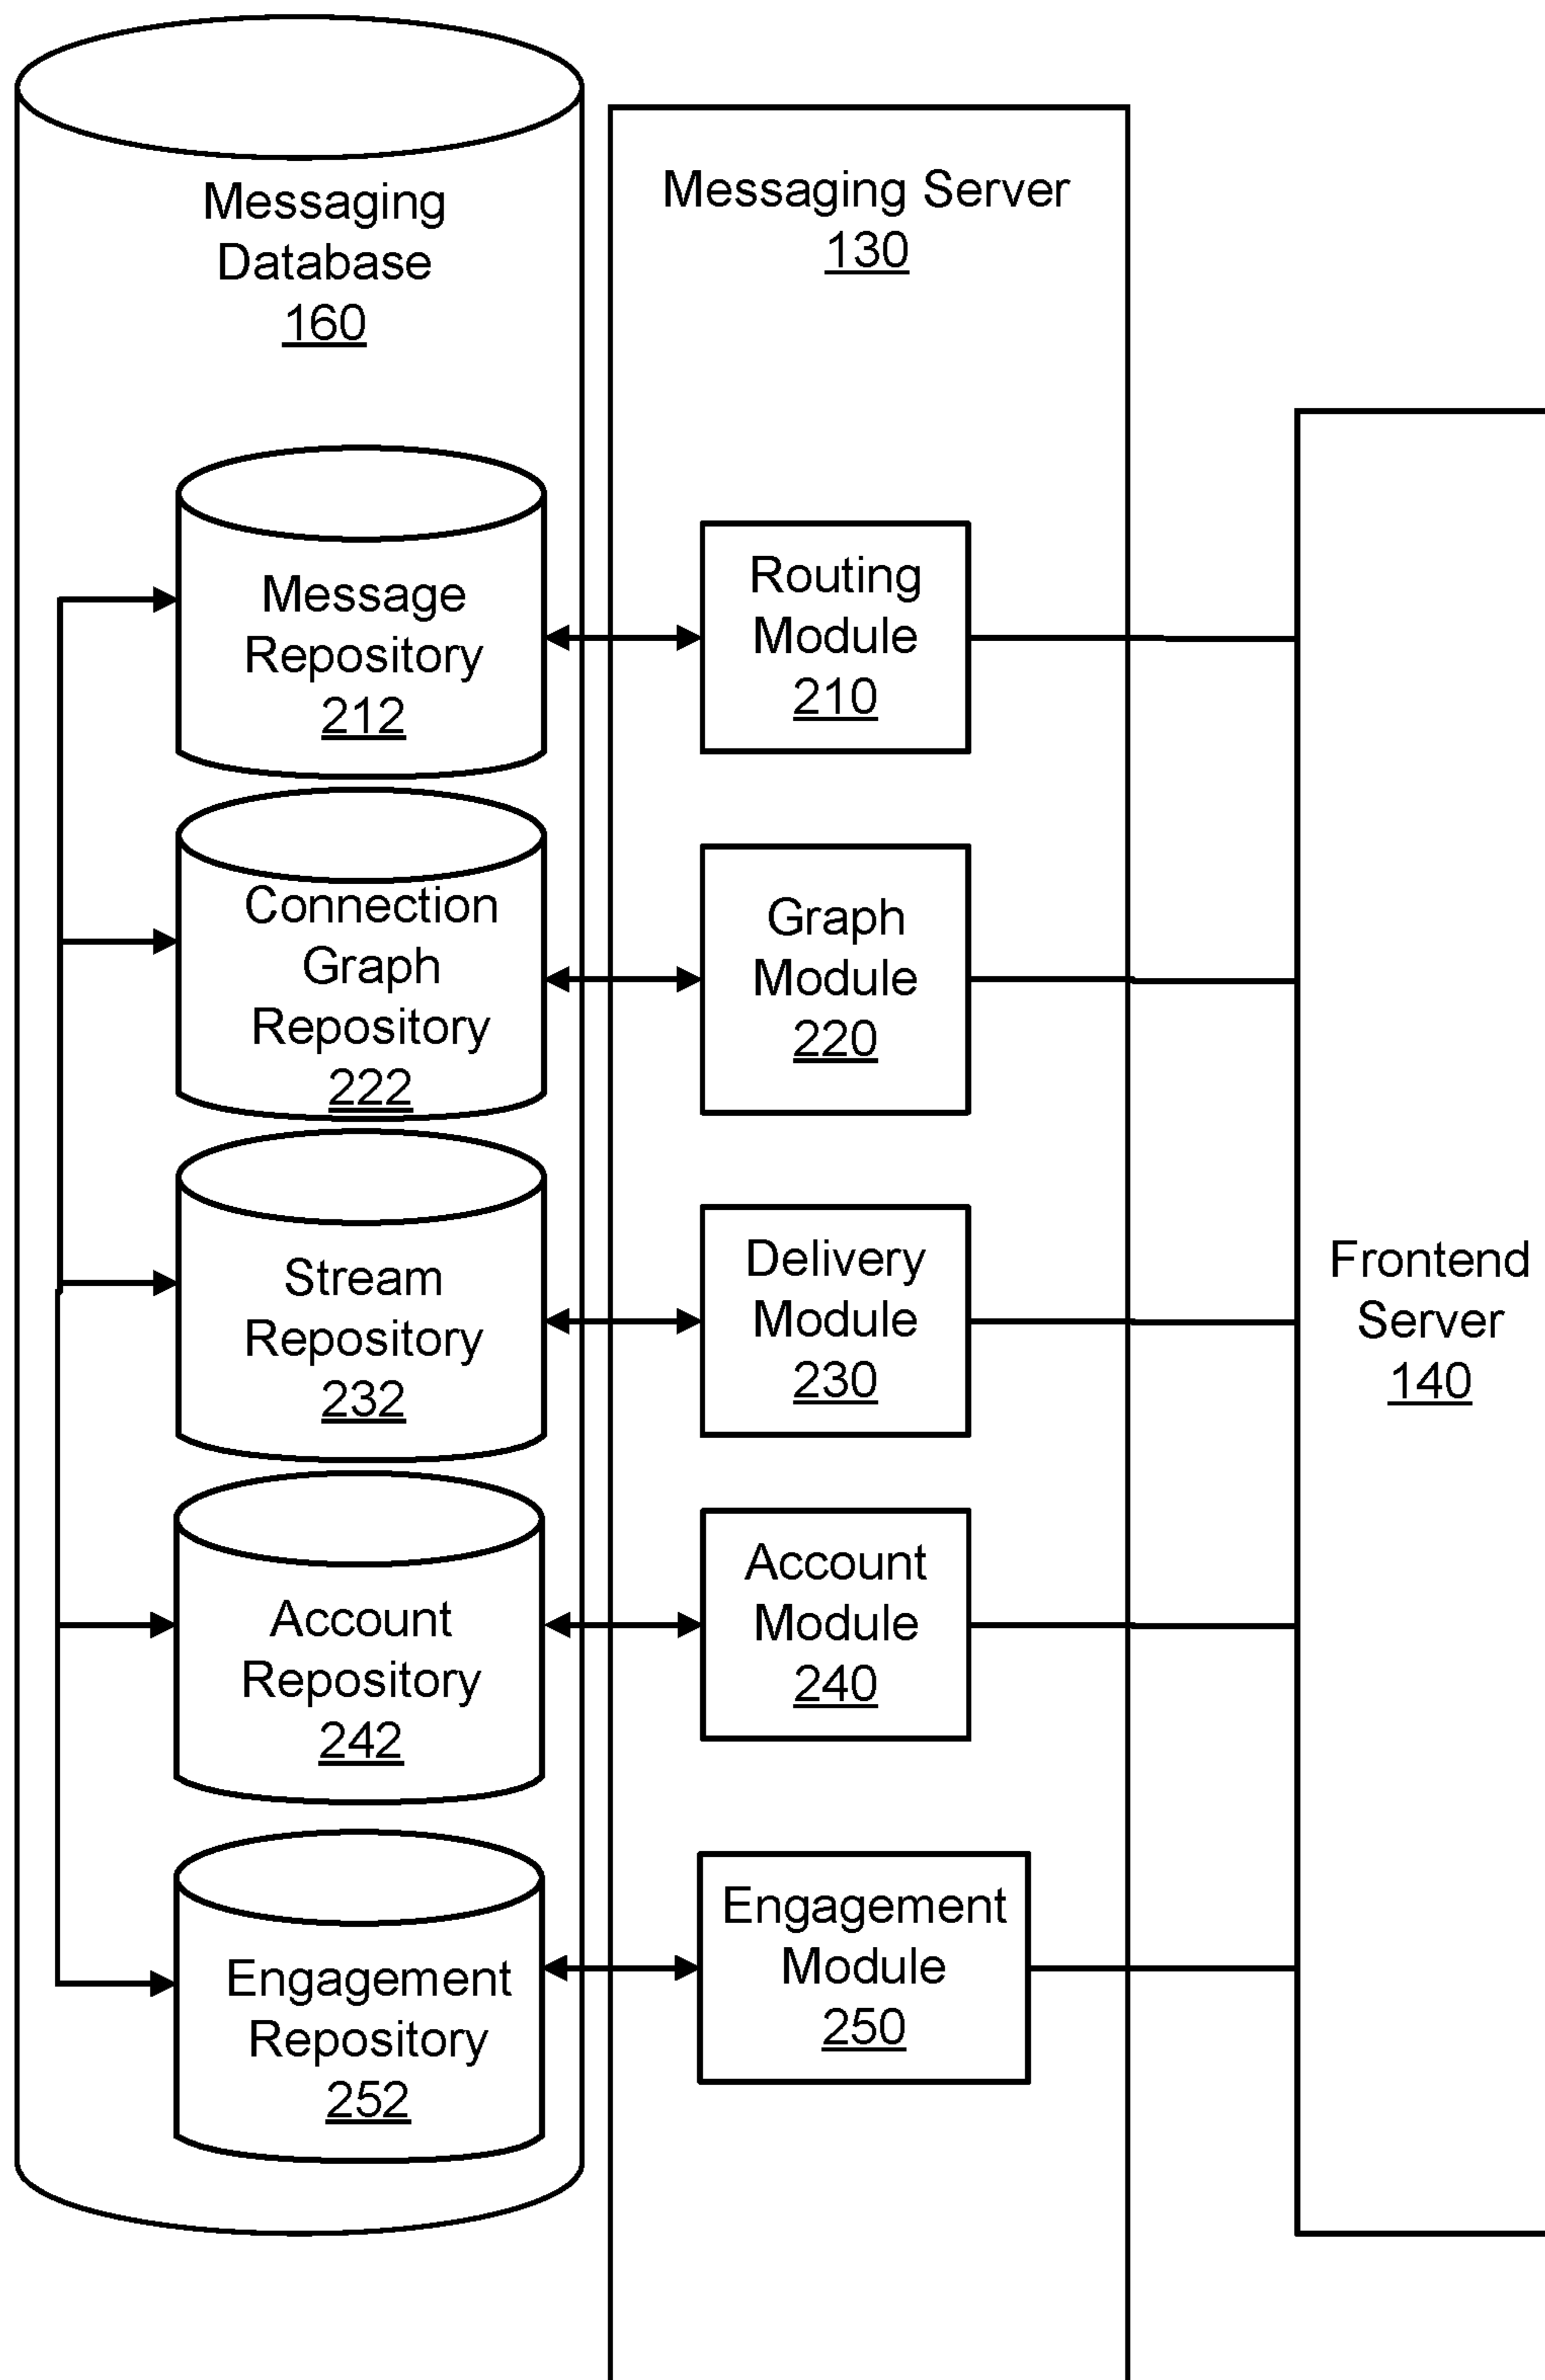 Messaging
Database
160
Messaging Server
130
Message
Repository
212
Routing
Module
210
Connection
Graph
Repository
222
Graph
Module
220
Stream
Repository
232
Delivery
Module
230
Frontend
Server
140
Account
Repository
242
Account
Module
240
Engagement
Repository
252
Engagement
Module
250